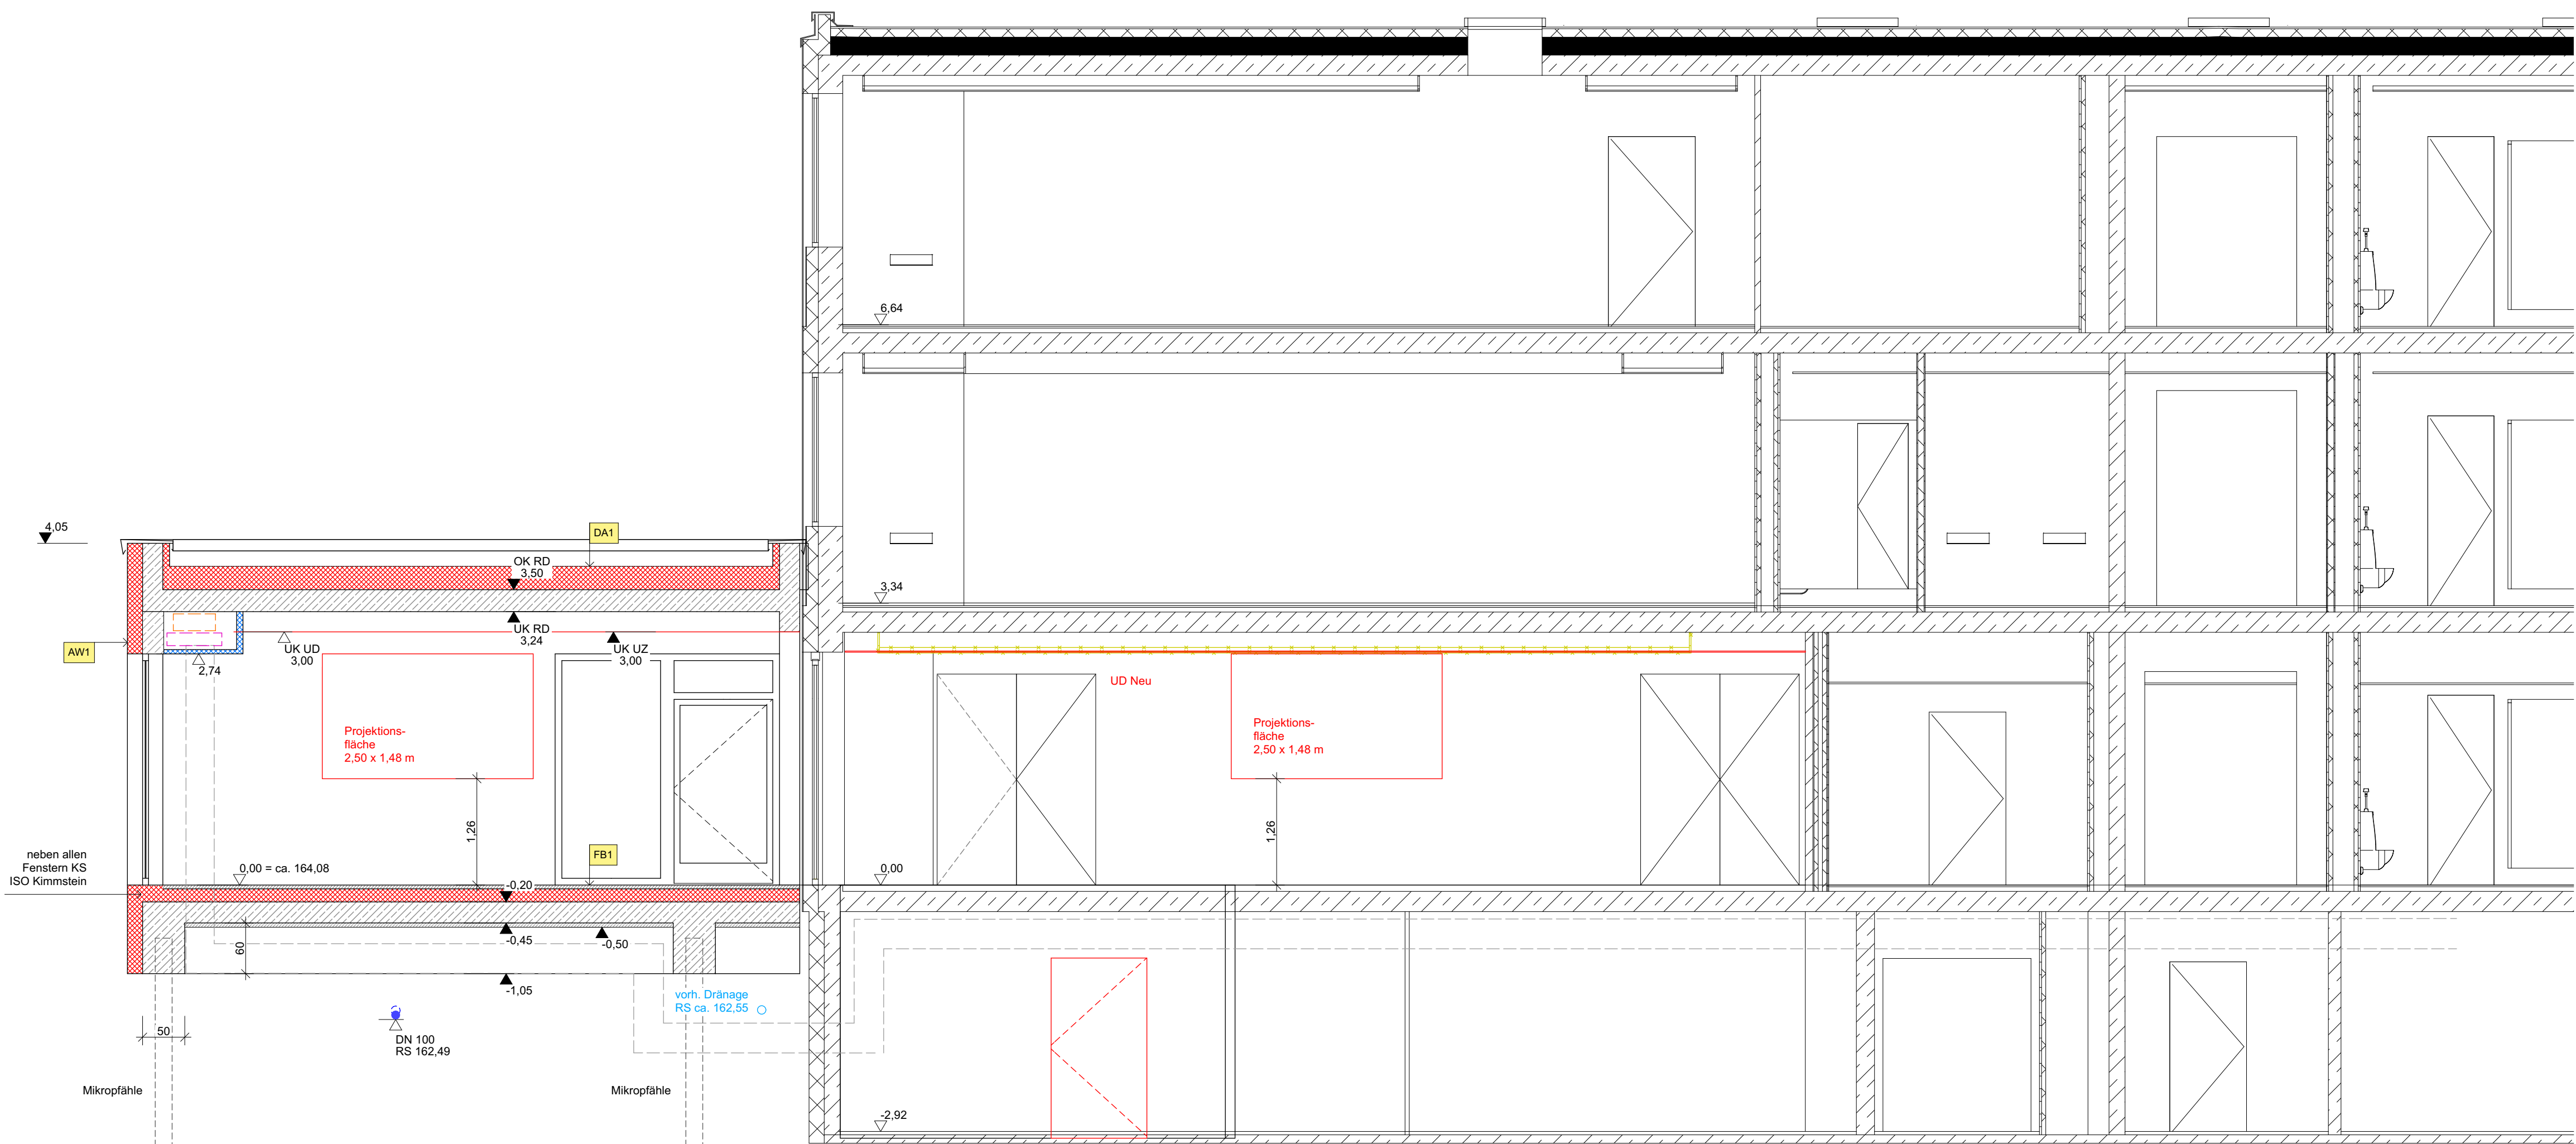 6,64
4,05
DA1
OK RD
3,50
3,34
UK RD
3,24
AW1
UK UD
3,00
UK UZ
3,00
2,74
UD Neu
Projektions-
fläche
2,50 x 1,48 m
Projektions-
fläche
2,50 x 1,48 m
1,26
1,26
neben allen
Fenstern KS
ISO Kimmstein
FB1
0,00 = ca. 164,08
0,00
-0,20
-0,45
-0,50
60
-1,05
vorh. Dränage
RS ca. 162,55
50
DN 100
RS 162,49
Mikropfähle
Mikropfähle
-2,92